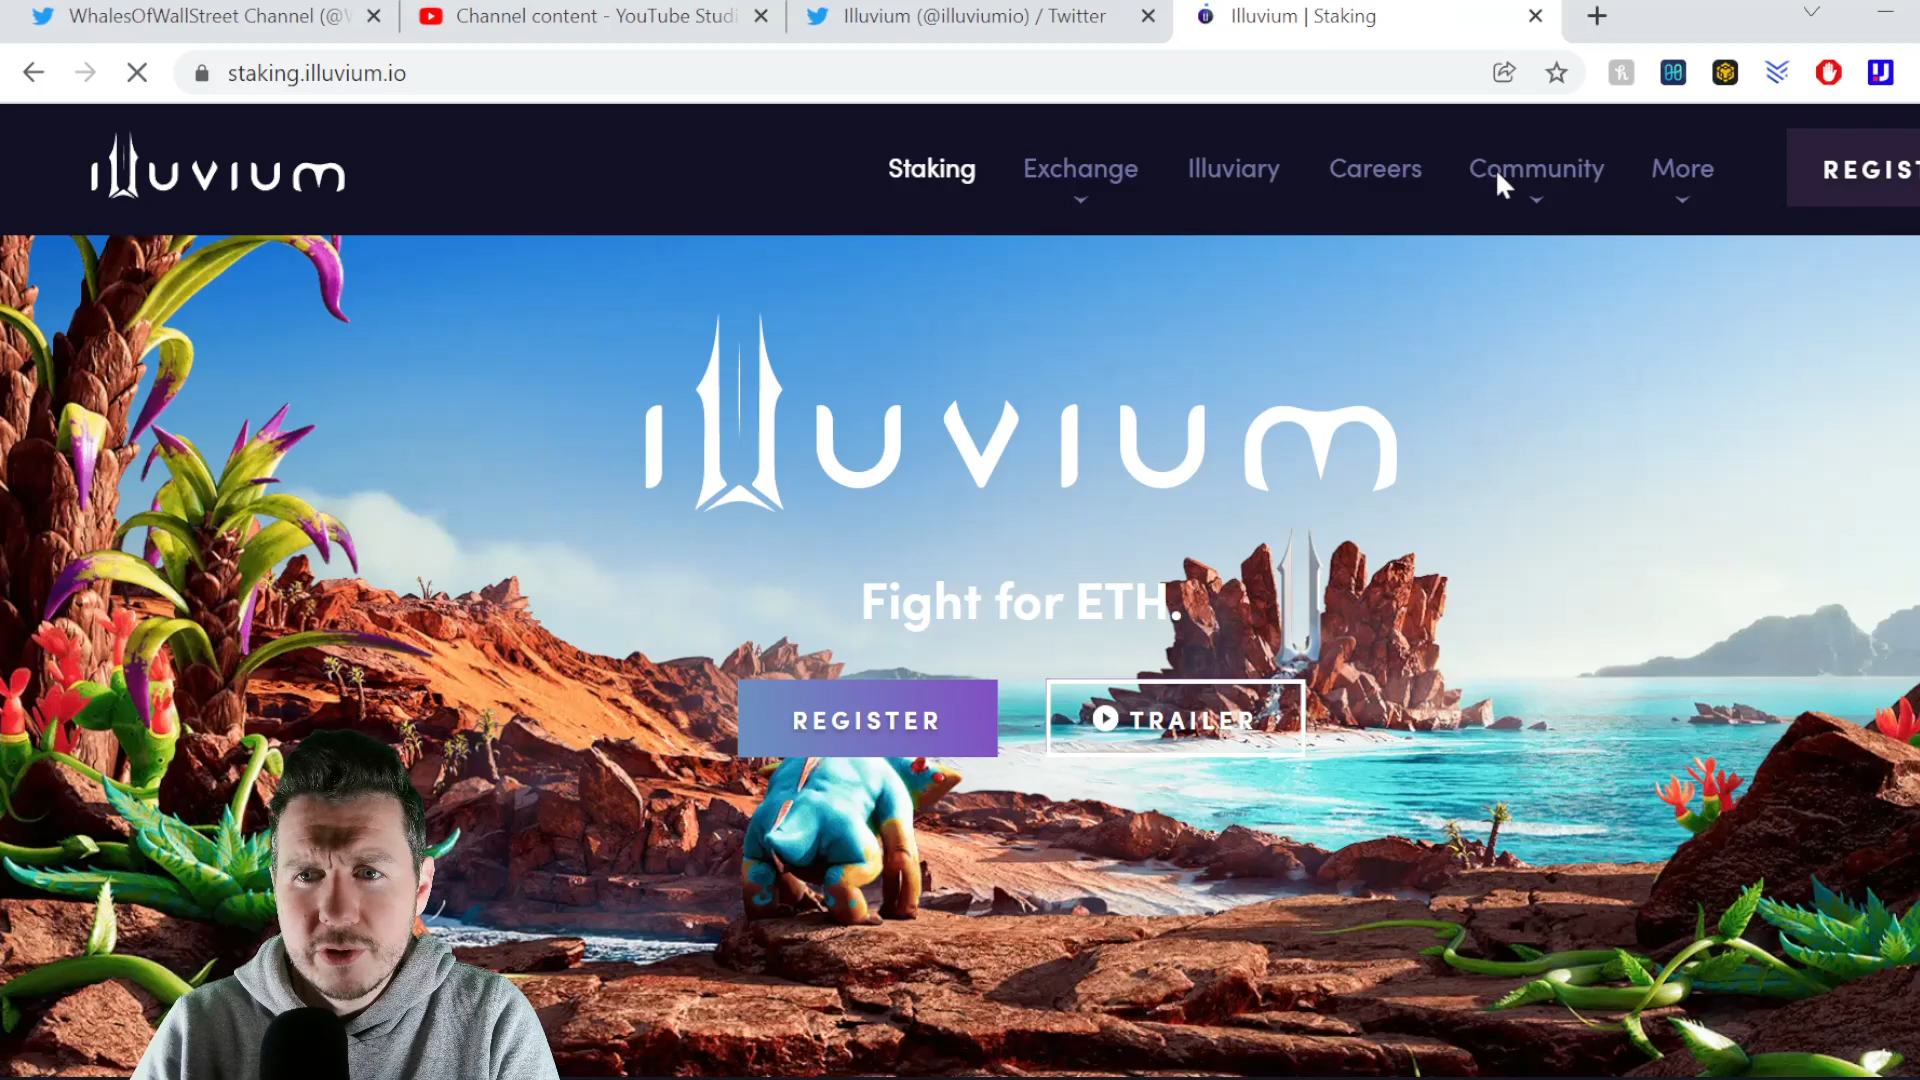 WhalesOfWallStreet Channel (@
Channel content - YouTube Studi
Illuvium (@illuviumio) / Twitter
Illuvium | Staking
staking.illuvium.io
ILLUVIUM
Staking
Exchange
Illuviary
Careers
Community
More
REGIST
ILLUVIUM
Fight for ETH.
REGISTER
TRAILER